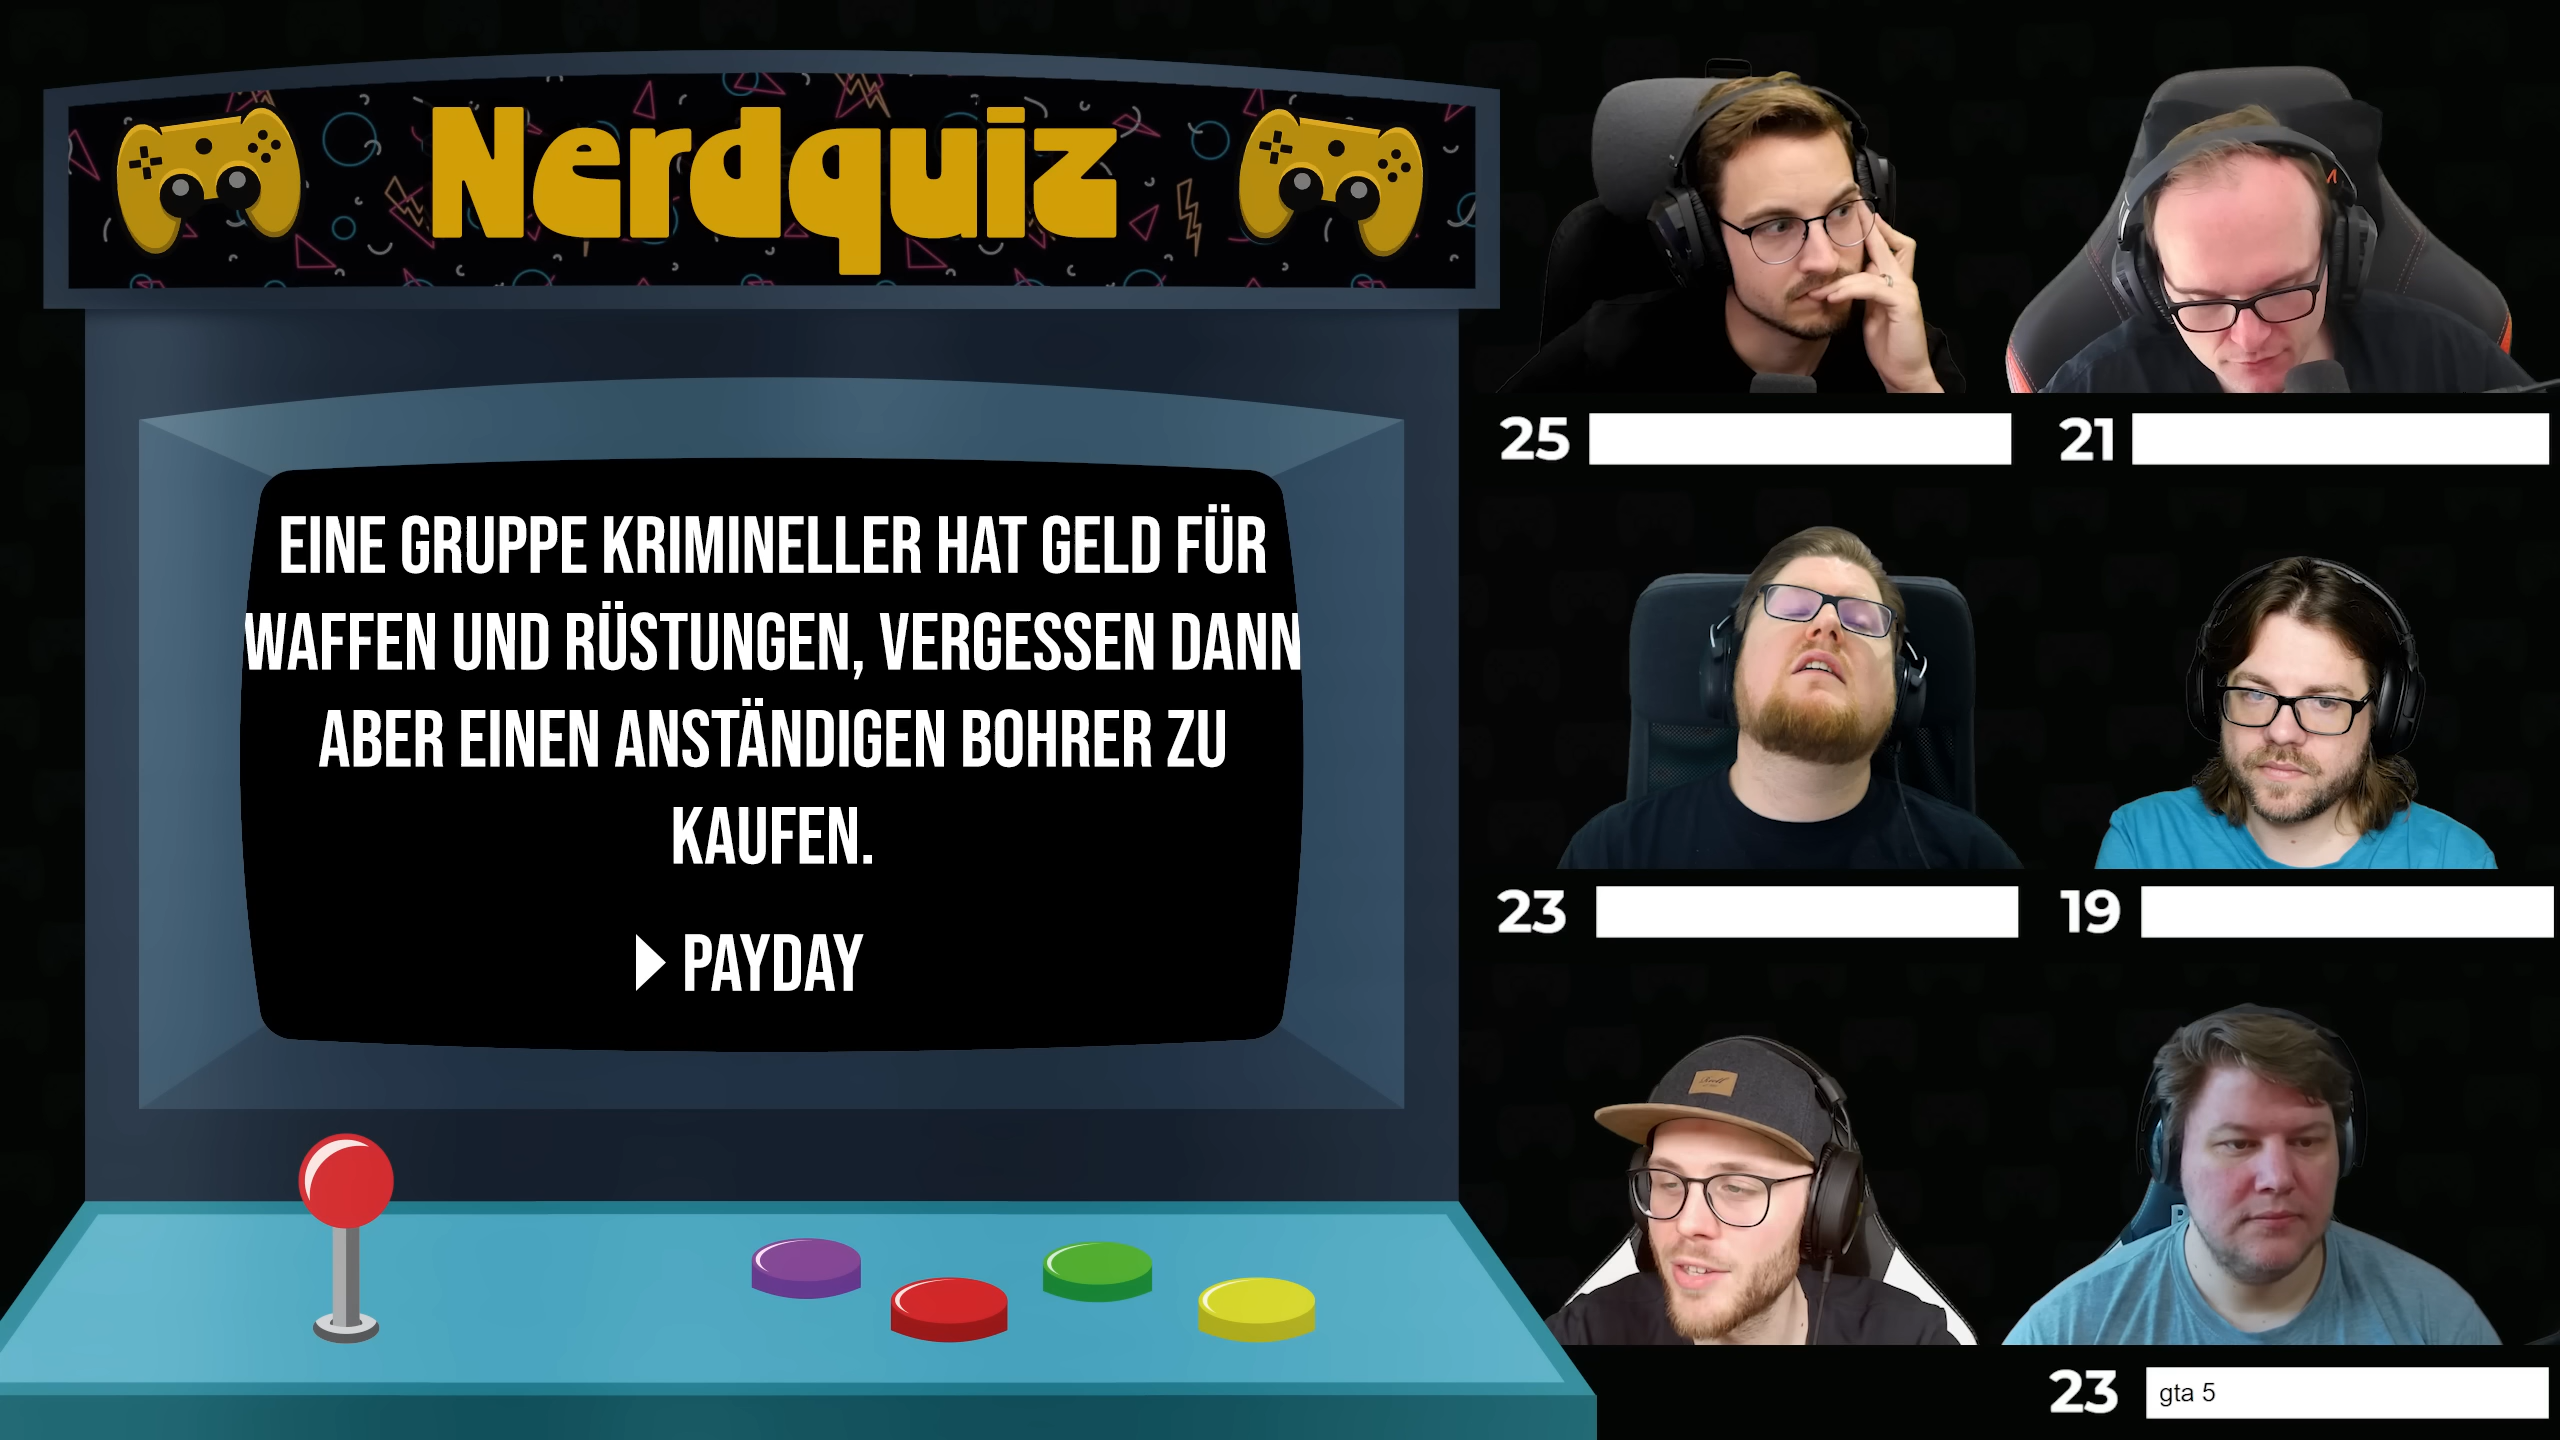 Nerdquiz
EINE GRUPPE KRIMINELLER HAT GELD FÜR
WAFFEN UND RÜSTUNGEN, VERGESSEN DANN
ABER EINEN ANSTÄNDIGEN BOHRER ZU
KAUFEN.
PAYDAY
25
21
23
19
23
gta 5